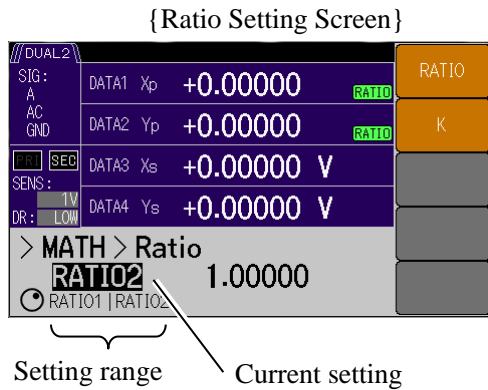 {Ratio Setting Screen}
DUAL2
SIG:
A
AC
GND
DATA1 Xp +0.00000 RATIO
DATA2 Yp +0.00000 RATIO
PRI SEC
DATA3 Xs +0.00000 V
SENS:
1V
DR: LOW
DATA4 Ys +0.00000 V
RATIO
K
> MATH > Ratio
RATIO2 1.00000
RATIO1 | RATIO2
Setting range
Current setting